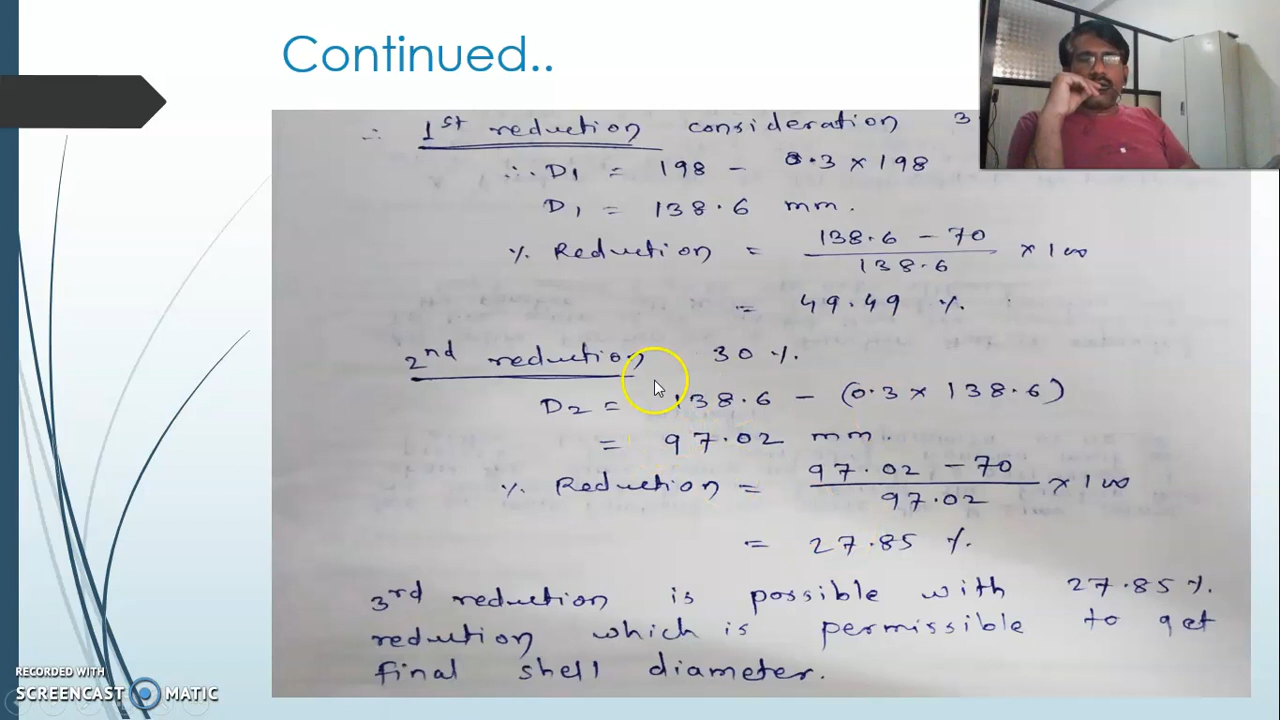 Continued..
∴ 1st reduction consideration 3
∴ D1 = 198 - 0.3 × 198
D1 = 138.6 mm.
% Reduction = (138.6 - 70) / 138.6 × 100
= 49.49 %.
2nd reduction 30 %.
D2 = 138.6 - (0.3 × 138.6)
= 97.02 mm.
% Reduction = (97.02 - 70) / 97.02 × 100
= 27.85 %.
3rd reduction is possible with 27.85 %.
reduction which is permissible to get
final shell diameter.
RECORDED WITH
SCREENCAST MATIC